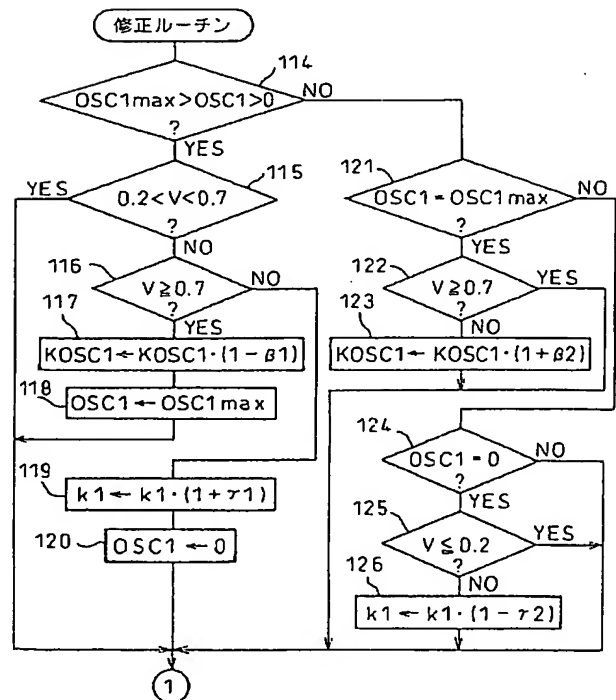 修正ルーチン
114
OSC1max>OSC1>0
?
NO
YES
115
YES
0.2<V<0.7
?
NO
116
V≧0.7
?
NO
YES
117
KOSC1←KOSC1·(1-β1)
118
OSC1←OSC1max
119
k1←k1·(1+γ1)
120
OSC1←0
121
OSC1=OSC1max
?
NO
YES
122
V≧0.7
?
YES
NO
123
KOSC1←KOSC1·(1+β2)
124
OSC1=0
?
NO
YES
125
V≦0.2
?
YES
NO
126
k1←k1·(1-γ2)
1